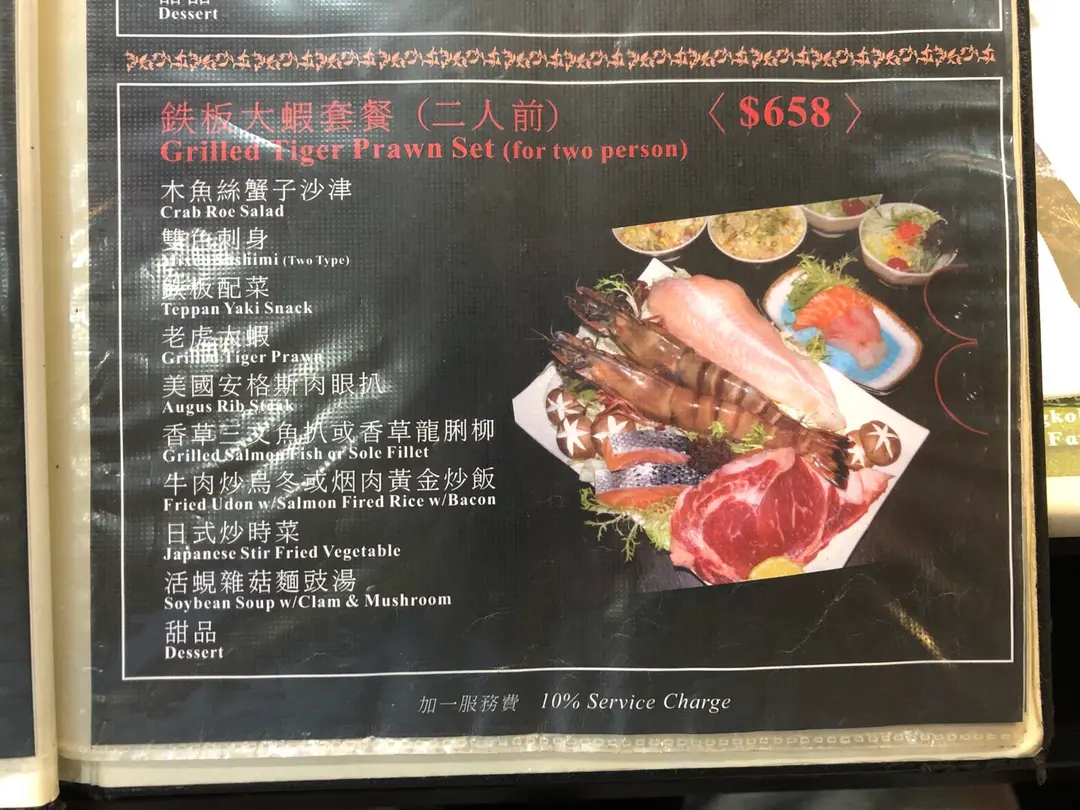 甜品
Dessert
鉄板大蝦套餐（二人前）
〈 $658 〉
Grilled Tiger Prawn Set (for two person)
木魚絲蟹子沙津
Crab Roe Salad
雙色刺身
Mixed Sashimi (Two Type)
鉄板配菜
Teppan Yaki Snack
老虎大蝦
Grilled Tiger Prawn
美國安格斯肉眼扒
Augus Rib Steak
香草三文魚扒或香草龍脷柳
Grilled Salmon Fish or Sole Fillet
牛肉炒烏冬或烟肉黃金炒飯
Fried Udon w/Salmon Fired Rice w/Bacon
日式炒時菜
Japanese Stir Fried Vegetable
活蜆雜菇麵豉湯
Soybean Soup w/Clam & Mushroom
甜品
Dessert
加一服務費 10% Service Charge